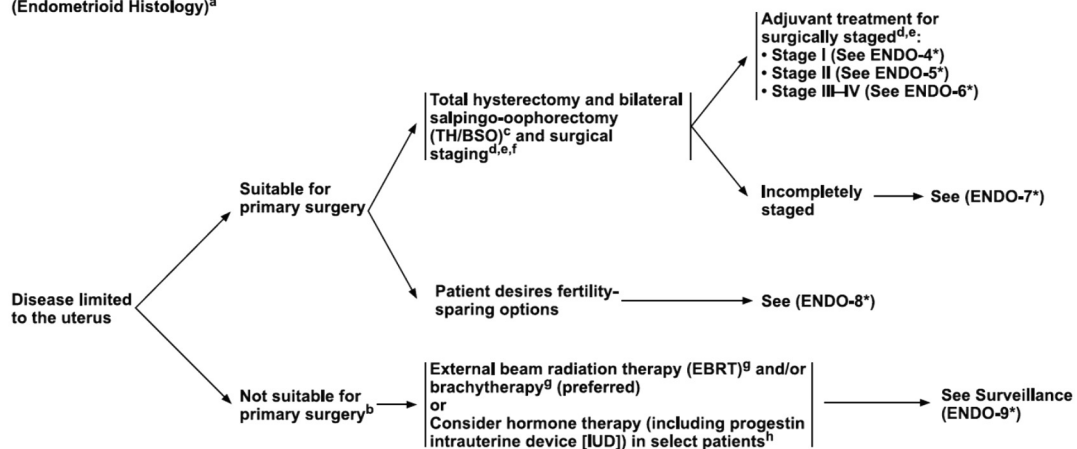 (Endometrioid Histology)ᵃ
Adjuvant treatment for
surgically stagedᵈ,ᵉ:
• Stage I (See ENDO-4*)
• Stage II (See ENDO-5*)
• Stage III–IV (See ENDO-6*)
Total hysterectomy and bilateral
salpingo-oophorectomy
(TH/BSO)ᶜ and surgical
stagingᵈ,ᵉ,ᶠ
Suitable for
primary surgery
Incompletely
staged
See (ENDO-7*)
Disease limited
to the uterus
Patient desires fertility-
sparing options
See (ENDO-8*)
Not suitable for
primary surgeryᵇ
External beam radiation therapy (EBRT)ᵍ and/or
brachytherapyᵍ (preferred)
or
Consider hormone therapy (including progestin
intrauterine device [IUD]) in select patientsʰ
See Surveillance
(ENDO-9*)